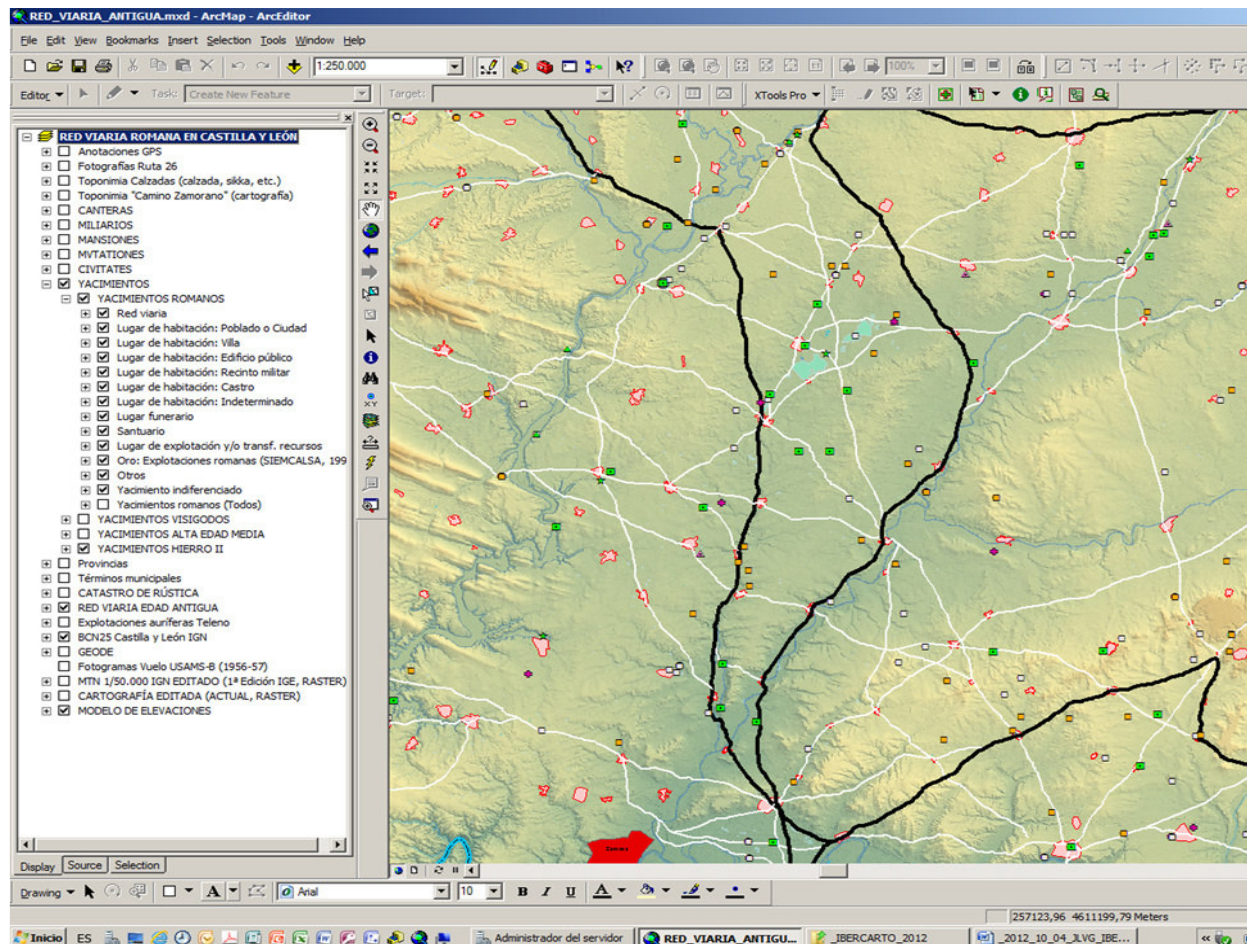 RED_VIARIA_ANTIGUA.mxd - ArcMap - ArcEditor
File Edit View Bookmarks Insert Selection Tools Window Help
1:250.000
100%
Editor Task: Create New Feature Target: XTools Pro
RED VIARIA ROMANA EN CASTILLA Y LEÓN
Anotaciones GPS
Fotografías Ruta 26
Toponimia Calzadas (calzada, sikka, etc.)
Toponimia "Camino Zamorano" (cartografía)
CANTERAS
MILIARIOS
MANSIONES
MVTATIONES
CIVITATES
YACIMIENTOS
YACIMIENTOS ROMANOS
Red viaria
Lugar de habitación: Poblado o Ciudad
Lugar de habitación: Villa
Lugar de habitación: Edificio público
Lugar de habitación: Recinto militar
Lugar de habitación: Castro
Lugar de habitación: Indeterminado
Lugar funerario
Santuario
Lugar de explotación y/o transf. recursos
Oro: Explotaciones romanas (SIEMCALSA, 199
Otros
Yacimiento indiferenciado
Yacimientos romanos (Todos)
YACIMIENTOS VISIGODOS
YACIMIENTOS ALTA EDAD MEDIA
YACIMIENTOS HIERRO II
Provincias
Términos municipales
CATASTRO DE RÚSTICA
RED VIARIA EDAD ANTIGUA
Explotaciones auríferas Teleno
BCN25 Castilla y León IGN
GEODE
Fotogramas Vuelo USAMS-B (1956-57)
MTN 1/50.000 IGN EDITADO (1ª Edición IGE, RASTER)
CARTOGRAFÍA EDITADA (ACTUAL, RASTER)
MODELO DE ELEVACIONES
Display Source Selection
Drawing A Arial 10 B I U A
257123,96 4611199,79 Meters
Inicio ES Administrador del servidor RED_VIARIA_ANTIGU... _IBERCARTO_2012 _2012_10_04_JLVG_IBE...